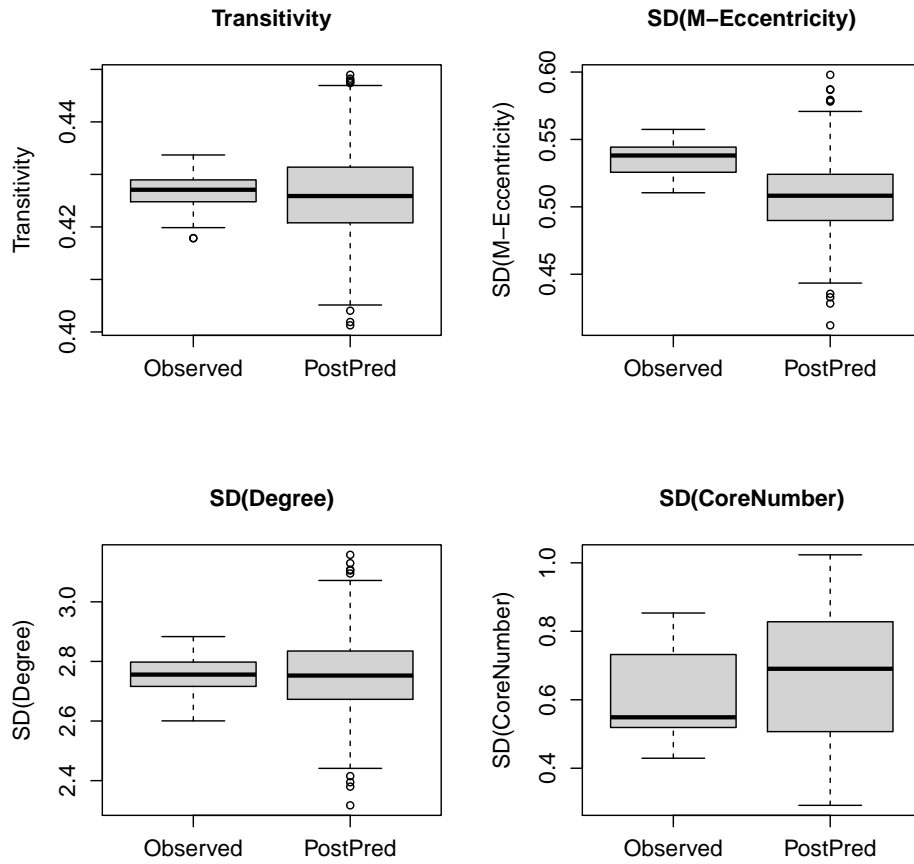 Transitivity
Transitivity
0.40
0.42
0.44
Observed
PostPred
SD(M−Eccentricity)
SD(M−Eccentricity)
0.45
0.50
0.55
0.60
Observed
PostPred
SD(Degree)
SD(Degree)
2.4
2.6
2.8
3.0
Observed
PostPred
SD(CoreNumber)
SD(CoreNumber)
0.4
0.6
0.8
1.0
Observed
PostPred